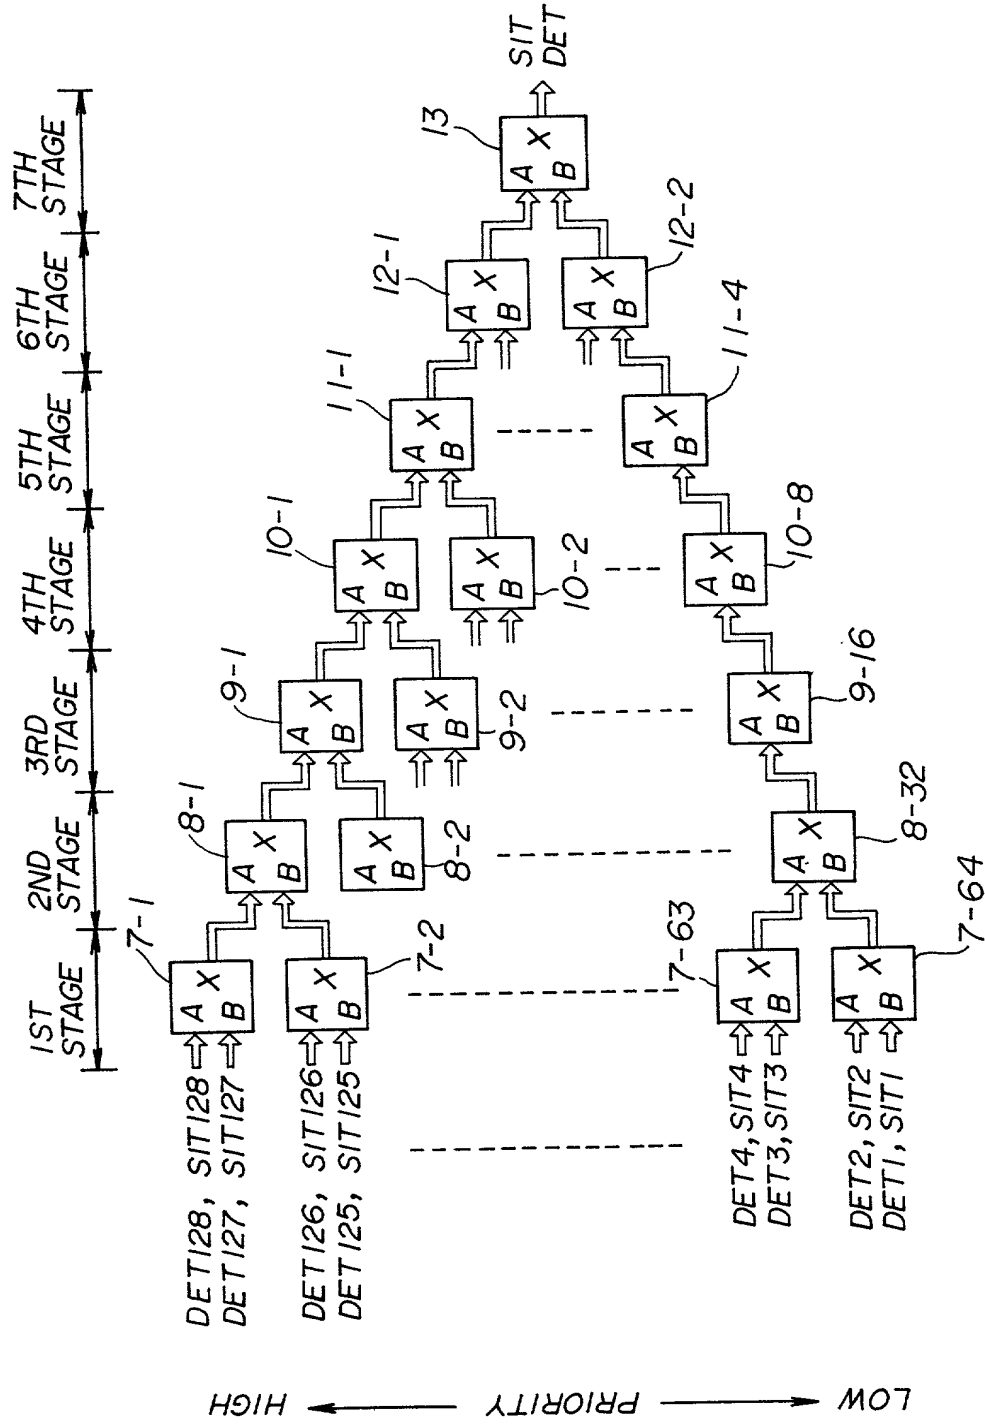 1ST STAGE
2ND STAGE
3RD STAGE
4TH STAGE
5TH STAGE
6TH STAGE
7TH STAGE
DET128, SIT128
DET127, SIT127
DET126, SIT126
DET125, SIT125
DET4, SIT4
DET3, SIT3
DET2, SIT2
DET1, SIT1
7-1
A X
B
7-2
A X
B
7-63
A X
B
7-64
A X
B
8-1
A X
B
8-2
A X
B
8-32
A X
B
9-1
A X
B
9-2
A X
B
9-16
A X
B
10-1
A X
B
10-2
A X
B
10-8
A X
B
11-1
A X
B
11-4
A X
B
12-1
A X
B
12-2
A X
B
13
A X
B
SIT
DET
HIGH
PRIORITY
LOW